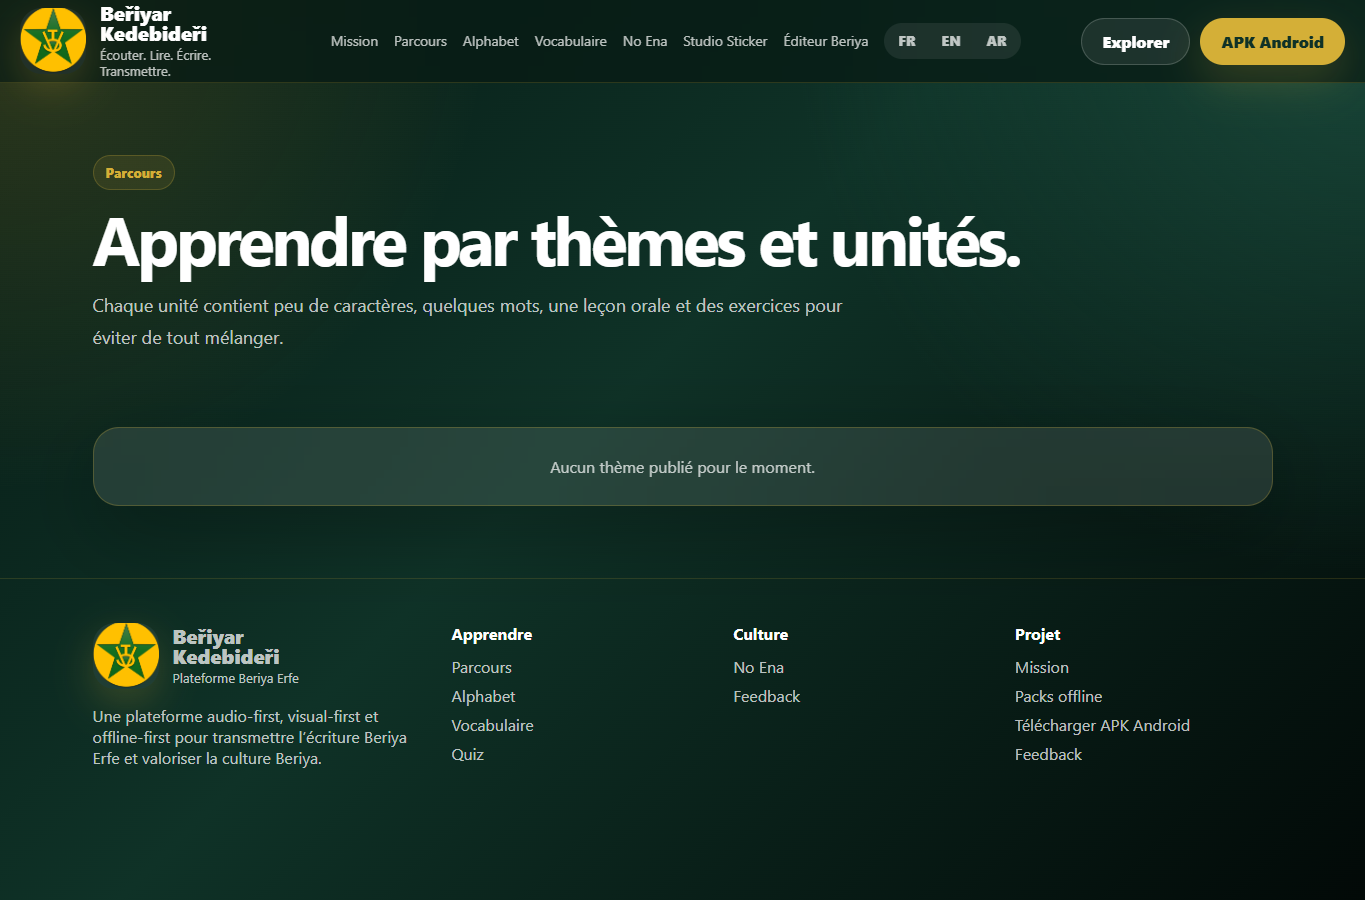 Beřiyar
Kedebideři
Écouter. Lire. Écrire.
Transmettre.
Mission
Parcours
Alphabet
Vocabulaire
No Ena
Studio Sticker
Éditeur Beriya
FR
EN
AR
Explorer
APK Android
Parcours
Apprendre par thèmes et unités.
Chaque unité contient peu de caractères, quelques mots, une leçon orale et des exercices pour
éviter de tout mélanger.
Aucun thème publié pour le moment.
Beřiyar
Kedebideři
Plateforme Beriya Erfe
Une plateforme audio-first, visual-first et
offline-first pour transmettre l’écriture Beriya
Erfe et valoriser la culture Beriya.
Apprendre
Parcours
Alphabet
Vocabulaire
Quiz
Culture
No Ena
Feedback
Projet
Mission
Packs offline
Télécharger APK Android
Feedback